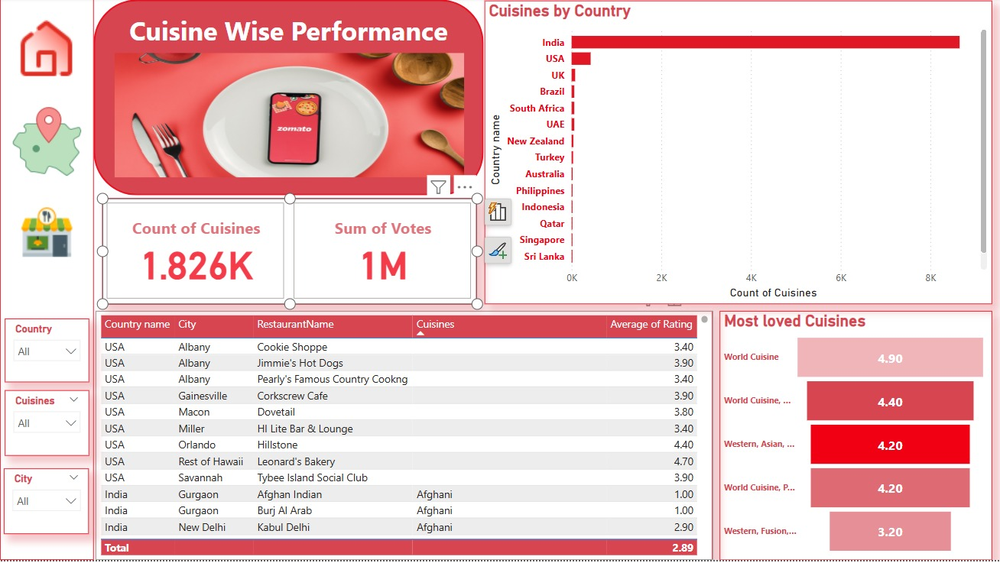 Cuisine Wise Performance
zomato
Count of Cuisines
1.826K
Sum of Votes
1M
Cuisines by Country
Country name
India
USA
UK
Brazil
South Africa
UAE
New Zealand
Turkey
Australia
Philippines
Indonesia
Qatar
Singapore
Sri Lanka
0K 2K 4K 6K 8K
Count of Cuisines
Country
All
Cuisines
All
City
All
Country name City RestaurantName Cuisines Average of Rating
USA Albany Cookie Shoppe 3.40
USA Albany Jimmie's Hot Dogs 3.90
USA Albany Pearly's Famous Country Cookng 3.40
USA Gainesville Corkscrew Cafe 3.90
USA Macon Dovetail 3.80
USA Miller HI Lite Bar & Lounge 3.40
USA Orlando Hillstone 4.40
USA Rest of Hawaii Leonard's Bakery 4.70
USA Savannah Tybee Island Social Club 3.90
India Gurgaon Afghan Indian Afghani 1.00
India Gurgaon Burj Al Arab Afghani 1.00
India New Delhi Kabul Delhi Afghani 2.90
Total 2.89
Most loved Cuisines
World Cuisine 4.90
World Cuisine, ... 4.40
Western, Asian, ... 4.20
World Cuisine, P... 4.20
Western, Fusion,... 3.20